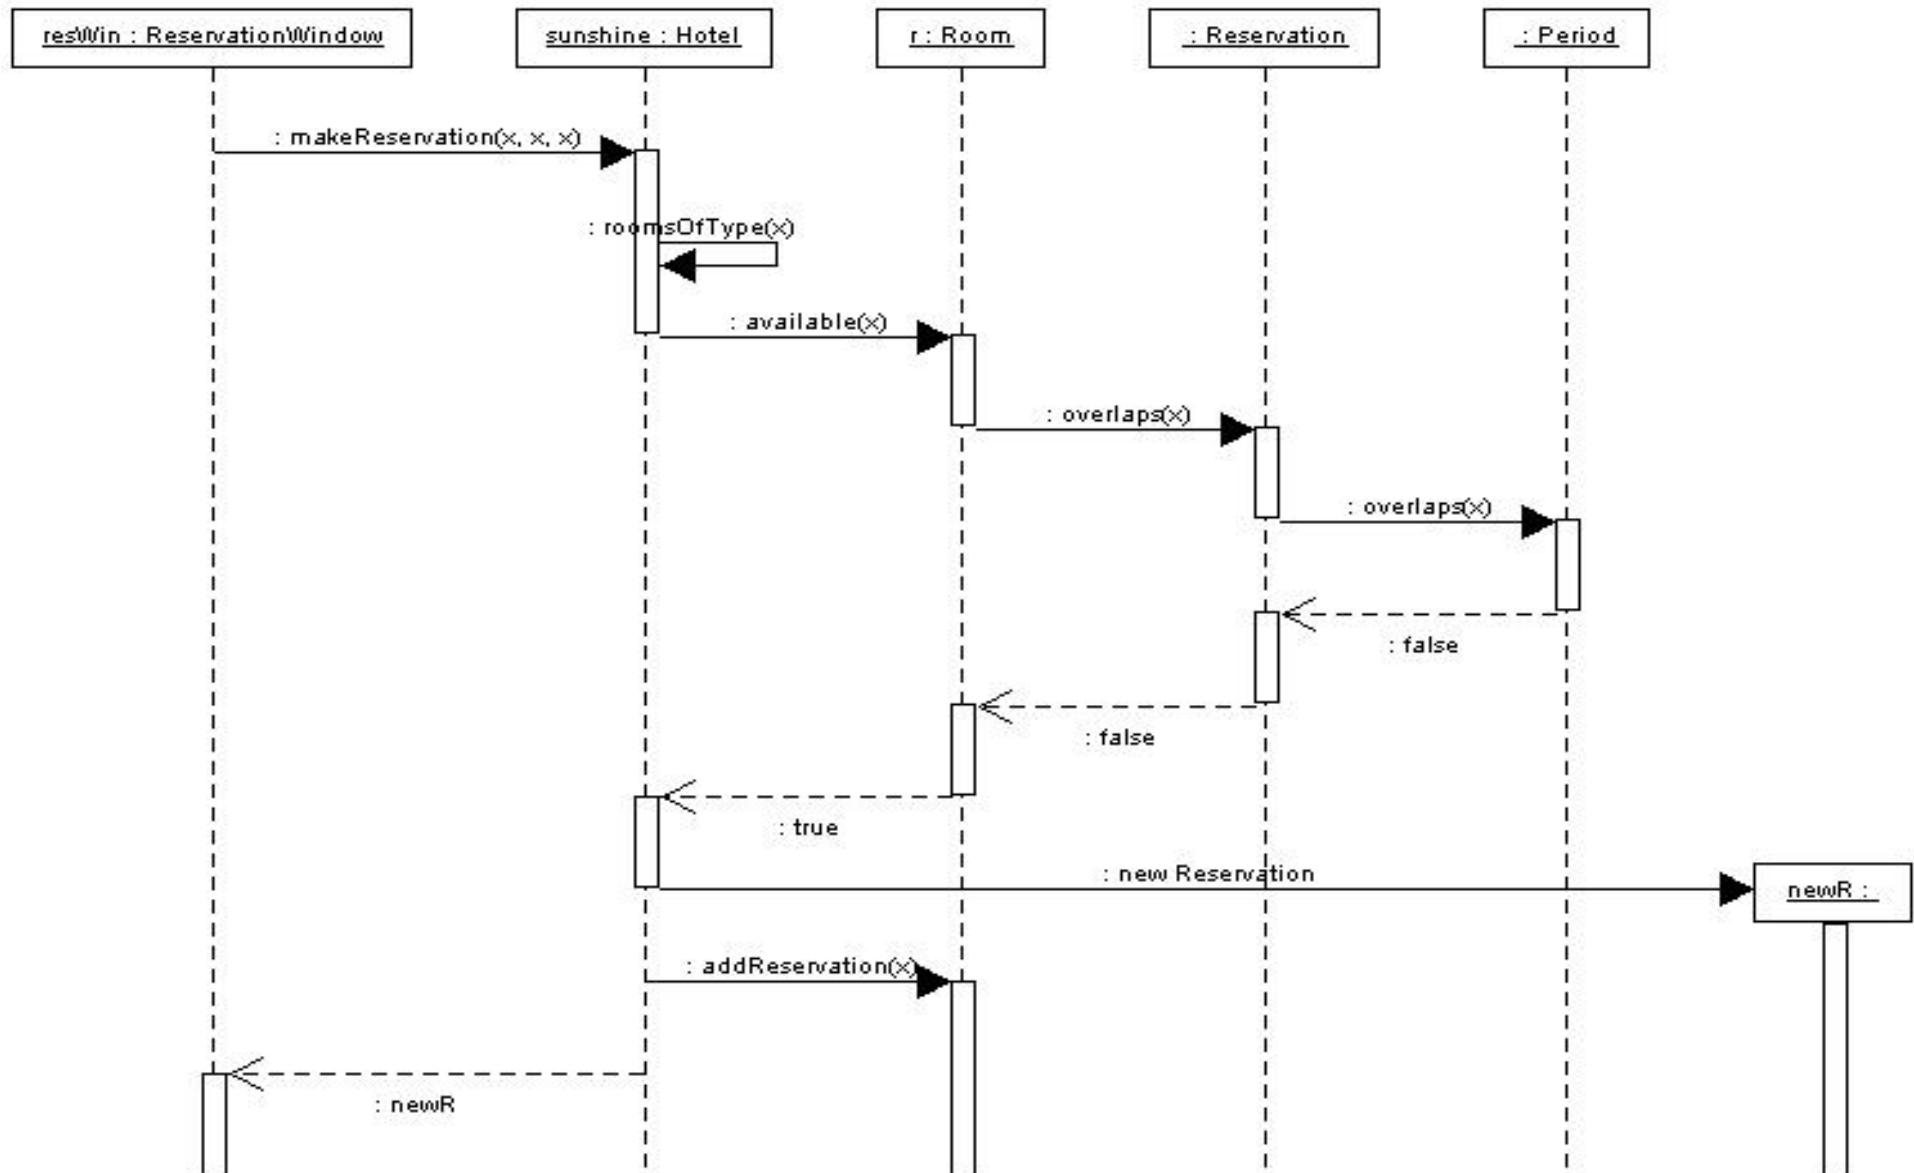 resWin : ReservationWindow
sunshine : Hotel
r : Room
: Reservation
: Period
: makeReservation(x, x, x)
: roomsOfType(x)
: available(x)
: overlaps(x)
: overlaps(x)
: false
: false
: true
: new Reservation
newR :
: addReservation(x)
: newR